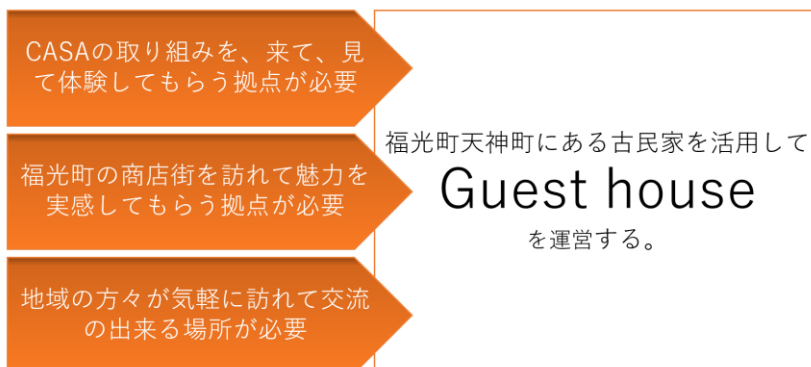 CASAの取り組みを、来て、見
て体験してもらう拠点が必要
福光町の商店街を訪れて魅力を
実感してもらう拠点が必要
地域の方々が気軽に訪れて交流
の出来る場所が必要
福光町天神町にある古民家を活用して
Guest house
を運営する。